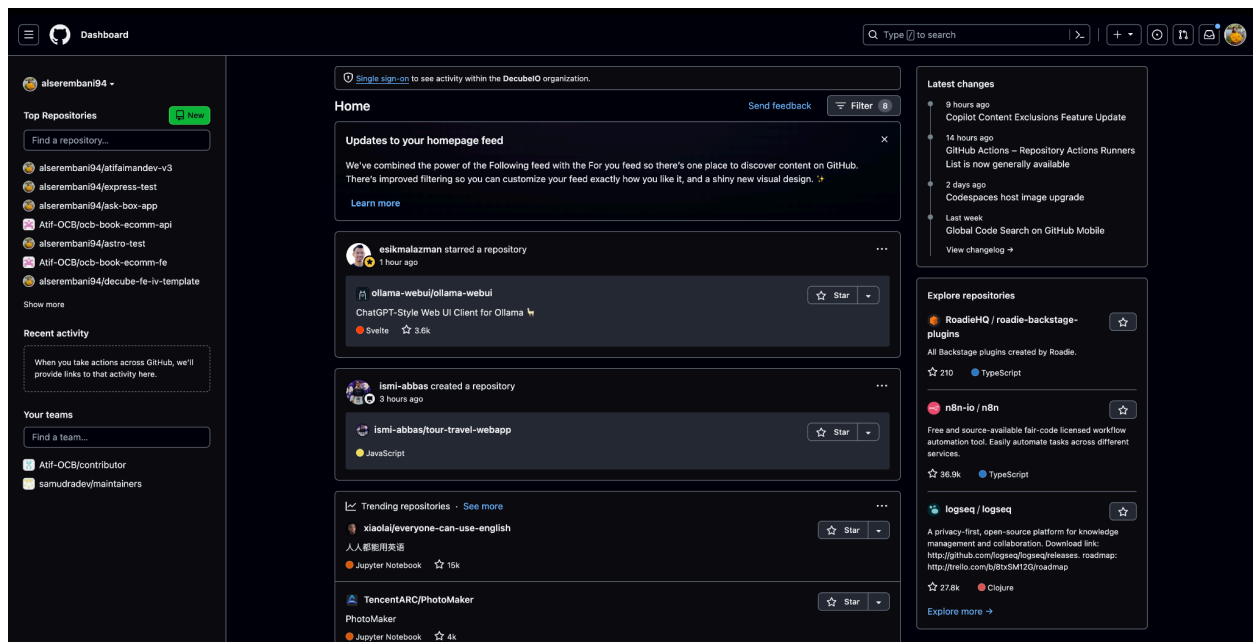 Dashboard
Type / to search
alserembani94
Top Repositories
New
Find a repository...
alserembani94/atifaimandev-v3
alserembani94/express-test
alserembani94/ask-box-app
Atif-OCB/ocb-book-ecomm-api
alserembani94/astro-test
Atif-OCB/ocb-book-ecomm-fe
alserembani94/decube-fe-iv-template
Show more
Recent activity
When you take actions across GitHub, we'll
provide links to that activity here.
Your teams
Find a team...
Atif-OCB/contributor
samudradev/maintainers
Single sign-on to see activity within the DecubeIO organization.
Home
Send feedback
Filter 8
Updates to your homepage feed
We've combined the power of the Following feed with the For you feed so there's one place to discover content on GitHub.
There's improved filtering so you can customize your feed exactly how you like it, and a shiny new visual design. ✨
Learn more
esikmalazman starred a repository
1 hour ago
ollama-webui/ollama-webui
Star
ChatGPT-Style Web UI Client for Ollama 🦙
Svelte 3.6k
ismi-abbas created a repository
3 hours ago
ismi-abbas/tour-travel-webapp
Star
JavaScript
Trending repositories · See more
xiaolai/everyone-can-use-english
Star
人人都能用英语
Jupyter Notebook 15k
TencentARC/PhotoMaker
Star
PhotoMaker
Jupyter Notebook 4k
Latest changes
9 hours ago
Copilot Content Exclusions Feature Update
14 hours ago
GitHub Actions – Repository Actions Runners
List is now generally available
2 days ago
Codespaces host image upgrade
Last week
Global Code Search on GitHub Mobile
View changelog →
Explore repositories
RoadieHQ / roadie-backstage-
plugins
All Backstage plugins created by Roadie.
210 TypeScript
n8n-io / n8n
Free and source-available fair-code licensed workflow
automation tool. Easily automate tasks across different
services.
36.9k TypeScript
logseq / logseq
A privacy-first, open-source platform for knowledge
management and collaboration. Download link:
http://github.com/logseq/logseq/releases. roadmap:
http://trello.com/b/8txSM12G/roadmap
27.8k Clojure
Explore more →